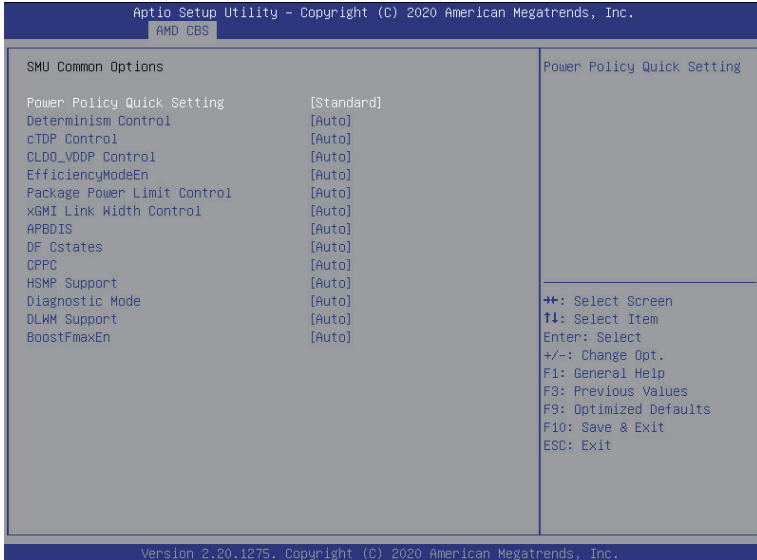 Aptio Setup Utility – Copyright (C) 2020 American Megatrends, Inc.
AMD CBS
SMU Common Options
Power Policy Quick Setting [Standard]
Determinism Control [Auto]
cTDP Control [Auto]
CLDO_VDDP Control [Auto]
EfficiencyModeEn [Auto]
Package Power Limit Control [Auto]
xGMI Link Width Control [Auto]
APBDIS [Auto]
DF Cstates [Auto]
CPPC [Auto]
HSMP Support [Auto]
Diagnostic Mode [Auto]
DLWM Support [Auto]
BoostFmaxEn [Auto]
Power Policy Quick Setting
→←: Select Screen
↑↓: Select Item
Enter: Select
+/-: Change Opt.
F1: General Help
F3: Previous Values
F9: Optimized Defaults
F10: Save & Exit
ESC: Exit
Version 2.20.1275. Copyright (C) 2020 American Megatrends, Inc.